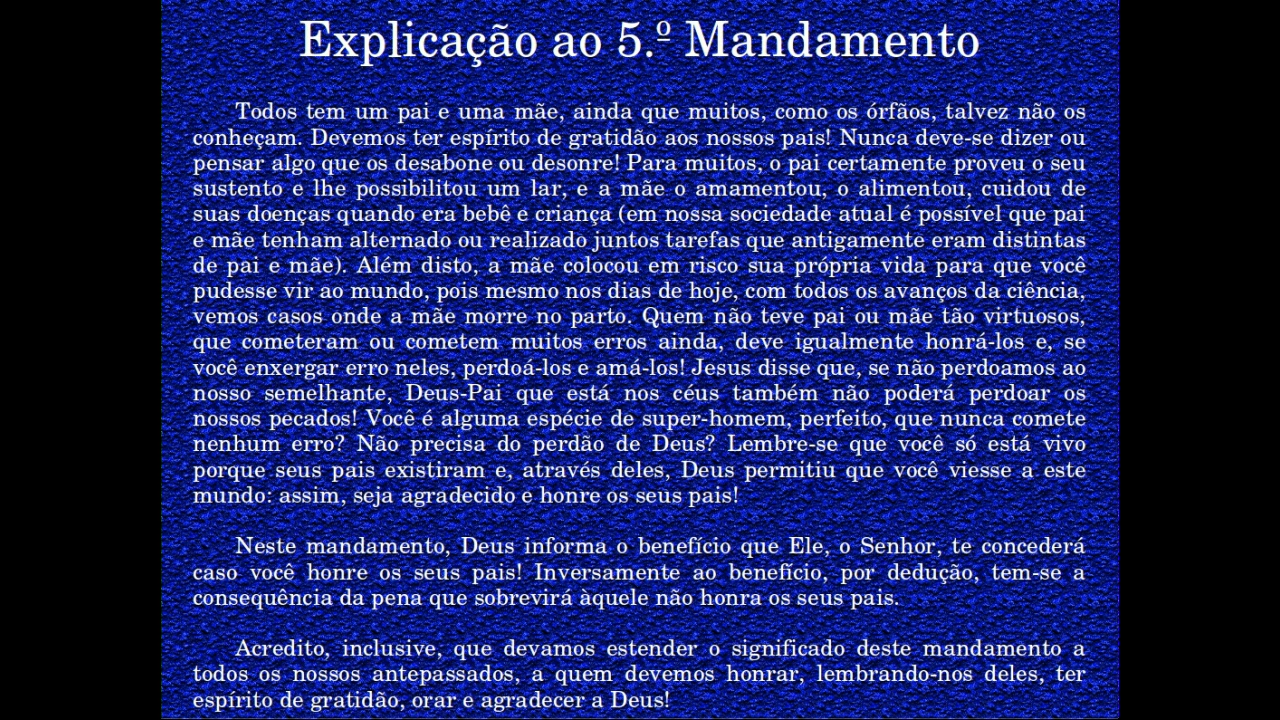 Explicação ao 5.º Mandamento
Todos tem um pai e uma mãe, ainda que muitos, como os órfãos, talvez não os
conheçam. Devemos ter espírito de gratidão aos nossos pais! Nunca deve-se dizer ou
pensar algo que os desabone ou desonre! Para muitos, o pai certamente proveu o seu
sustento e lhe possibilitou um lar, e a mãe o amamentou, o alimentou, cuidou de
suas doenças quando era bebê e criança (em nossa sociedade atual é possível que pai
e mãe tenham alternado ou realizado juntos tarefas que antigamente eram distintas
de pai e mãe). Além disto, a mãe colocou em risco sua própria vida para que você
pudesse vir ao mundo, pois mesmo nos dias de hoje, com todos os avanços da ciência,
vemos casos onde a mãe morre no parto. Quem não teve pai ou mãe tão virtuosos,
que cometeram ou cometem muitos erros ainda, deve igualmente honrá-los e, se
você enxergar erro neles, perdoá-los e amá-los! Jesus disse que, se não perdoamos ao
nosso semelhante, Deus-Pai que está nos céus também não poderá perdoar os
nossos pecados! Você é alguma espécie de super-homem, perfeito, que nunca comete
nenhum erro? Não precisa do perdão de Deus? Lembre-se que você só está vivo
porque seus pais existiram e, através deles, Deus permitiu que você viesse a este
mundo: assim, seja agradecido e honre os seus pais!
Neste mandamento, Deus informa o benefício que Ele, o Senhor, te concederá
caso você honre os seus pais! Inversamente ao benefício, por dedução, tem-se a
consequência da pena que sobrevirá àquele não honra os seus pais.
Acredito, inclusive, que devamos estender o significado deste mandamento a
todos os nossos antepassados, a quem devemos honrar, lembrando-nos deles, ter
espírito de gratidão, orar e agradecer a Deus!